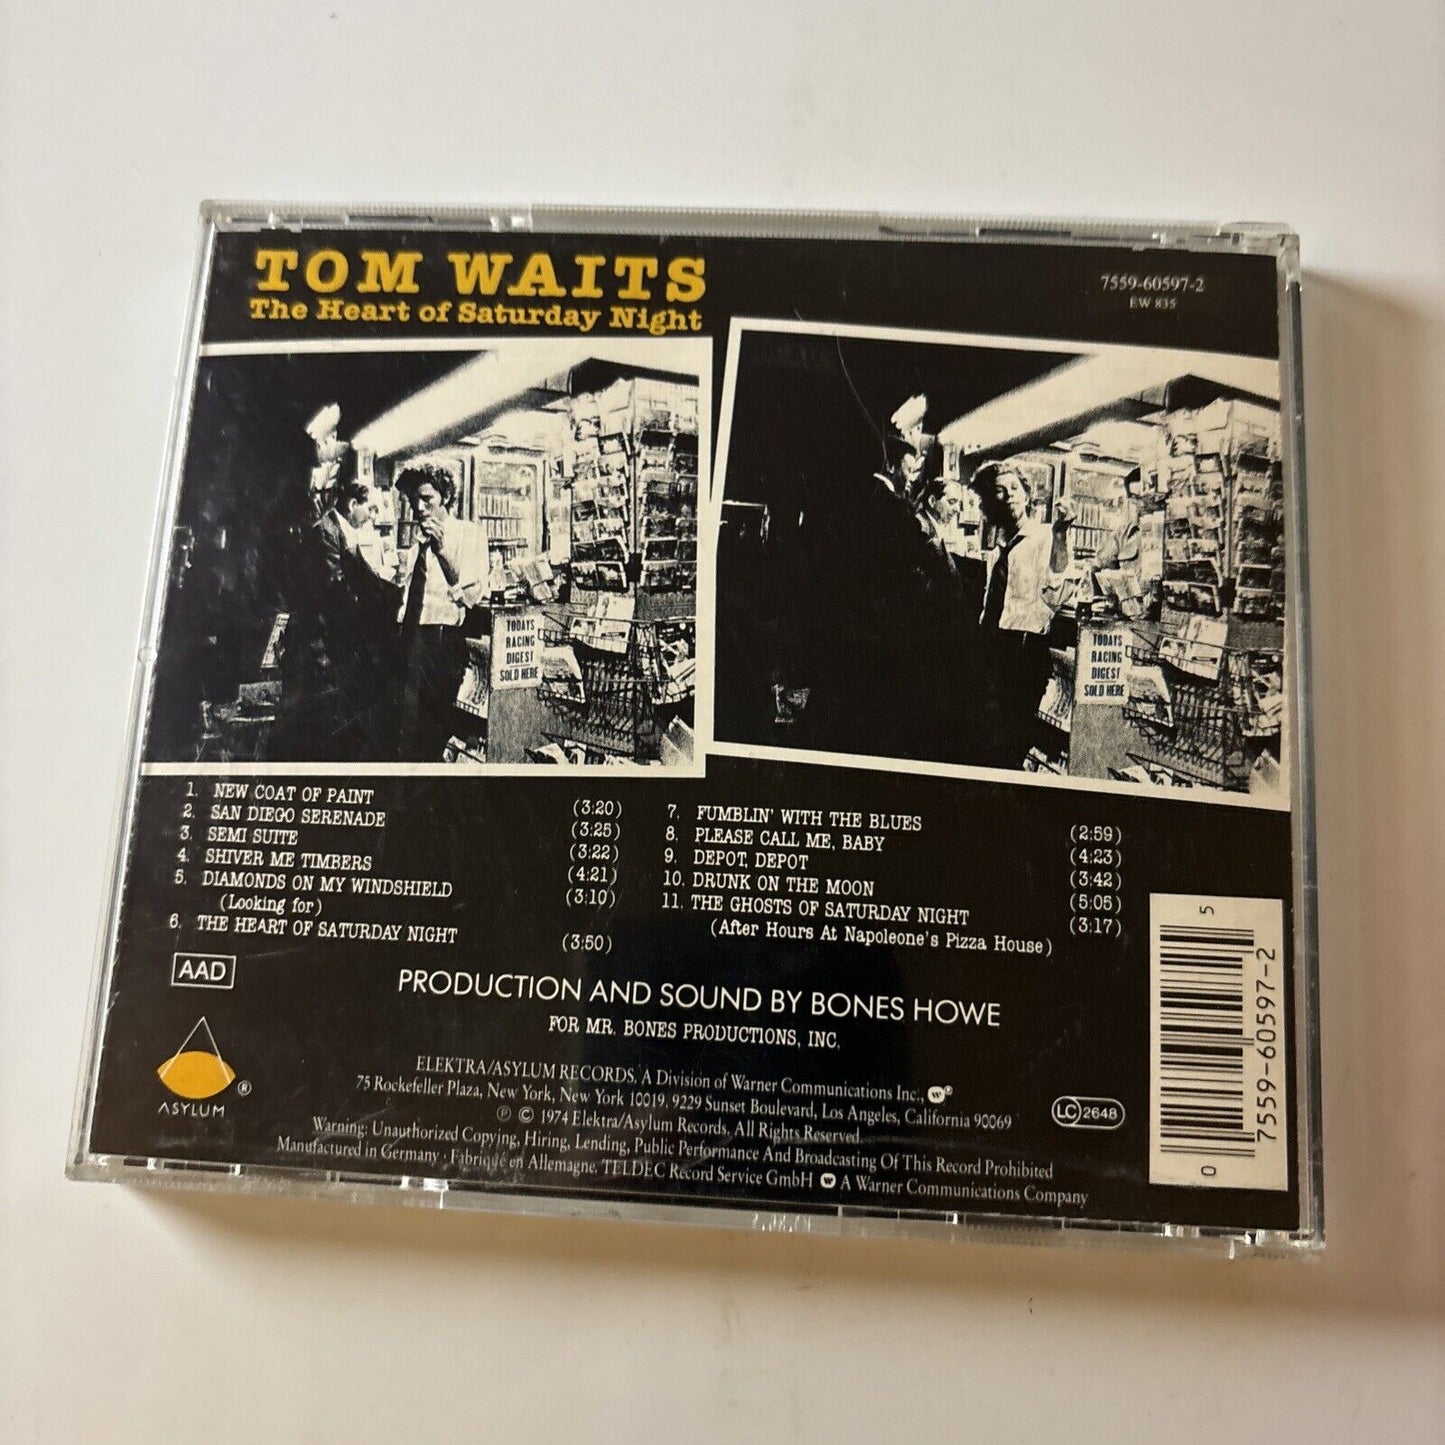 TOM WAITS
The Heart of Saturday Night
7559-60597-2
EW 835
TODAYS
RACING
DIGEST
SOLD HERE
TODAYS
RACING
DIGEST
SOLD HERE
1. NEW COAT OF PAINT (3:20)
2. SAN DIEGO SERENADE (3:25)
3. SEMI SUITE (3:22)
4. SHIVER ME TIMBERS (4:21)
5. DIAMONDS ON MY WINDSHIELD (3:10)
(Looking for)
6. THE HEART OF SATURDAY NIGHT (3:50)
7. FUMBLIN' WITH THE BLUES (2:59)
8. PLEASE CALL ME, BABY (4:23)
9. DEPOT, DEPOT (3:42)
10. DRUNK ON THE MOON (5:05)
11. THE GHOSTS OF SATURDAY NIGHT (3:17)
(After Hours At Napoleone's Pizza House)
AAD
PRODUCTION AND SOUND BY BONES HOWE
FOR MR. BONES PRODUCTIONS, INC.
ASYLUM ®
ELEKTRA/ASYLUM RECORDS. A Division of Warner Communications Inc., ®
75 Rockefeller Plaza, New York, New York 10019. 9229 Sunset Boulevard, Los Angeles, California 90069
℗ © 1974 Elektra/Asylum Records. All Rights Reserved.
Warning: Unauthorized Copying, Hiring, Lending, Public Performance And Broadcasting Of This Record Prohibited
Manufactured in Germany · Fabriqué en Allemagne. TELDEC Record Service GmbH A Warner Communications Company
LC 2648
5
7559-60597-2
0